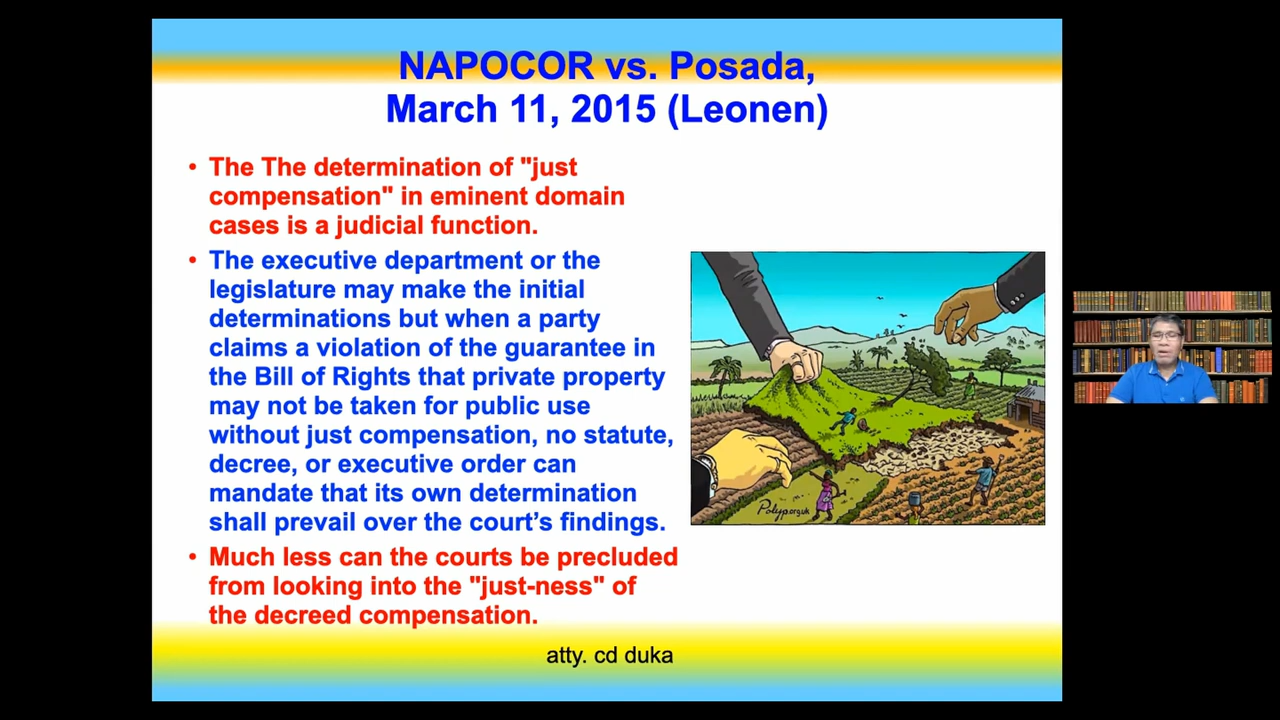 NAPOCOR vs. Posada,
March 11, 2015 (Leonen)
• The The determination of "just
compensation" in eminent domain
cases is a judicial function.
• The executive department or the
legislature may make the initial
determinations but when a party
claims a violation of the guarantee in
the Bill of Rights that private property
may not be taken for public use
without just compensation, no statute,
decree, or executive order can
mandate that its own determination
shall prevail over the court’s findings.
• Much less can the courts be precluded
from looking into the "just-ness" of
the decreed compensation.
Polyp.org.uk
atty. cd duka